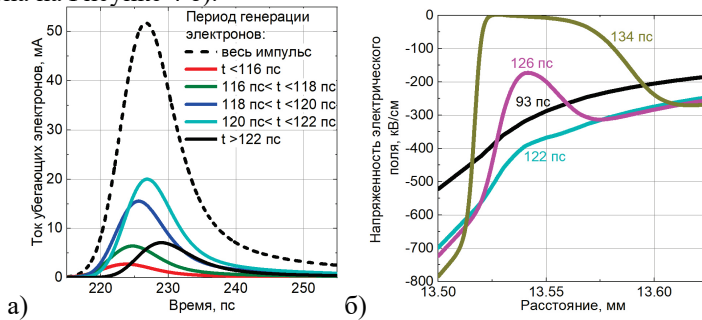 Период генерации
электронов:
весь импульс
t <116 пс
116 пс< t <118 пс
118 пс< t <120 пс
120 пс< t <122 пс
t >122 пс
Ток убегающих электронов, мА
50
40
30
20
10
0
220
230
240
250
Время, пс
а)
134 пс
126 пс
93 пс
122 пс
Напряженность электрического
поля, кВ/см
0
-100
-200
-300
-400
-500
-600
-700
-800
13.50
13.55
13.60
Расстояние, мм
б)